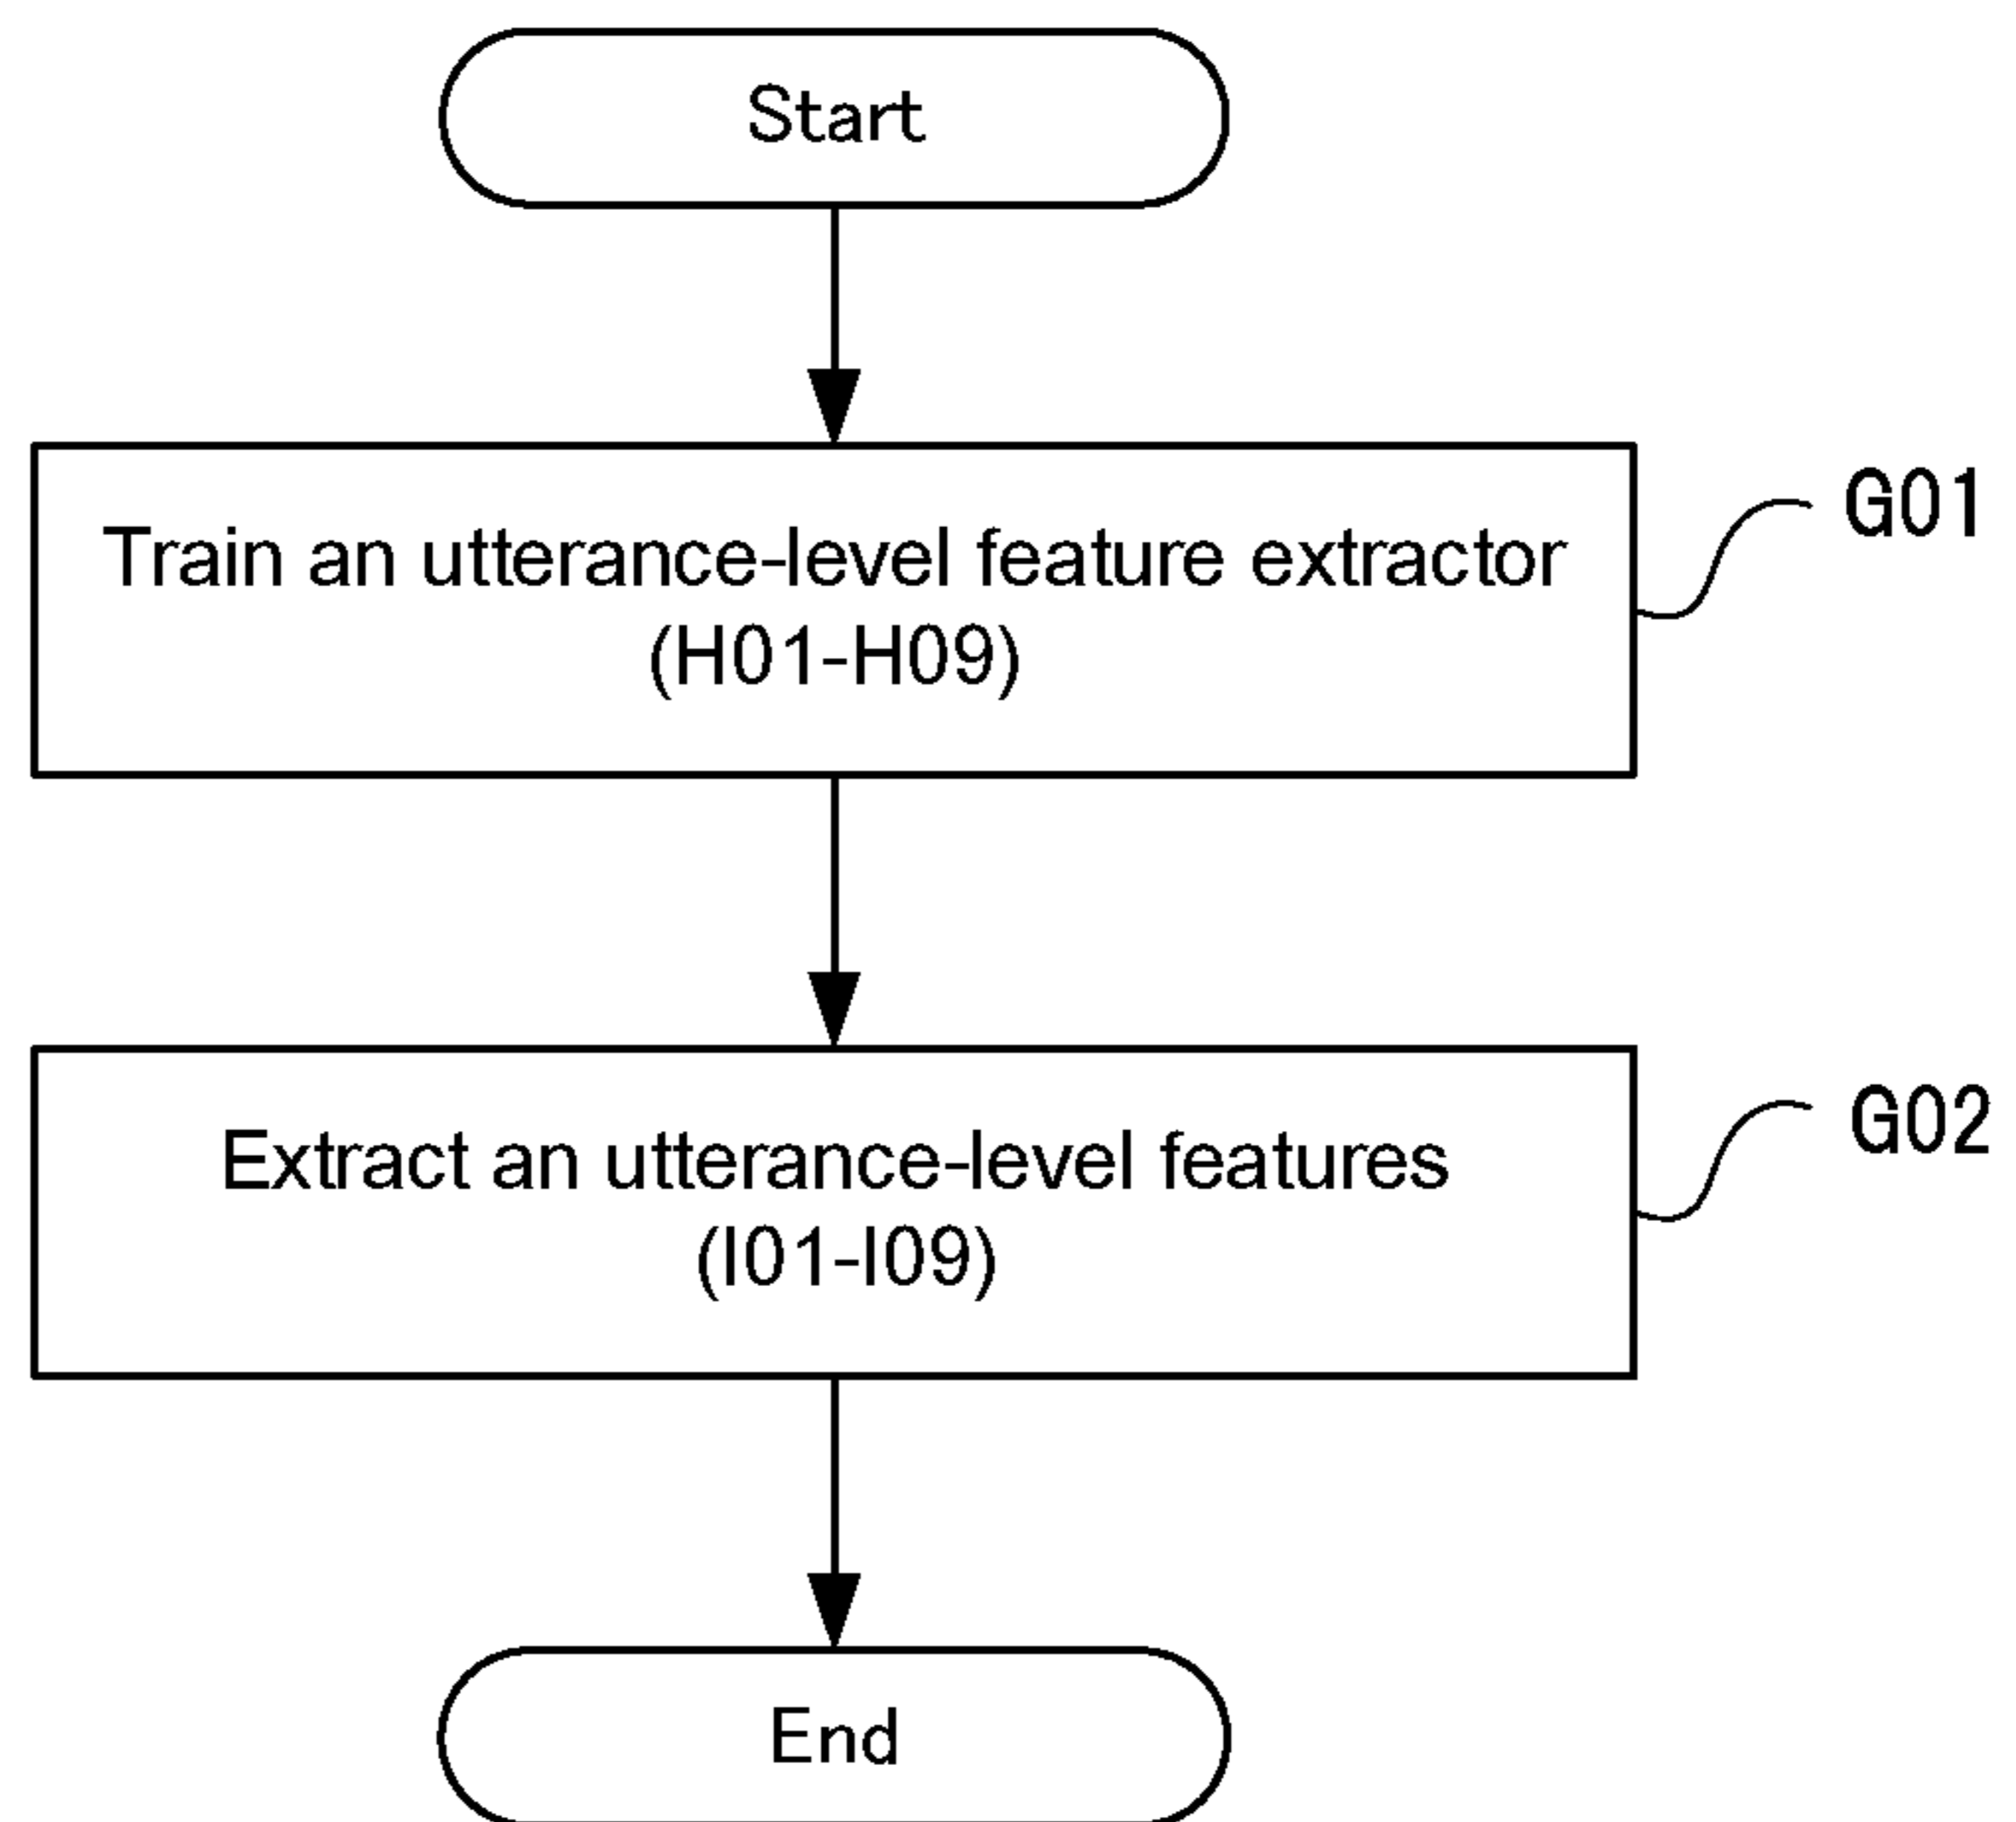 Start
Train an utterance-level feature extractor
(H01-H09)
G01
Extract an utterance-level features
(I01-I09)
G02
End